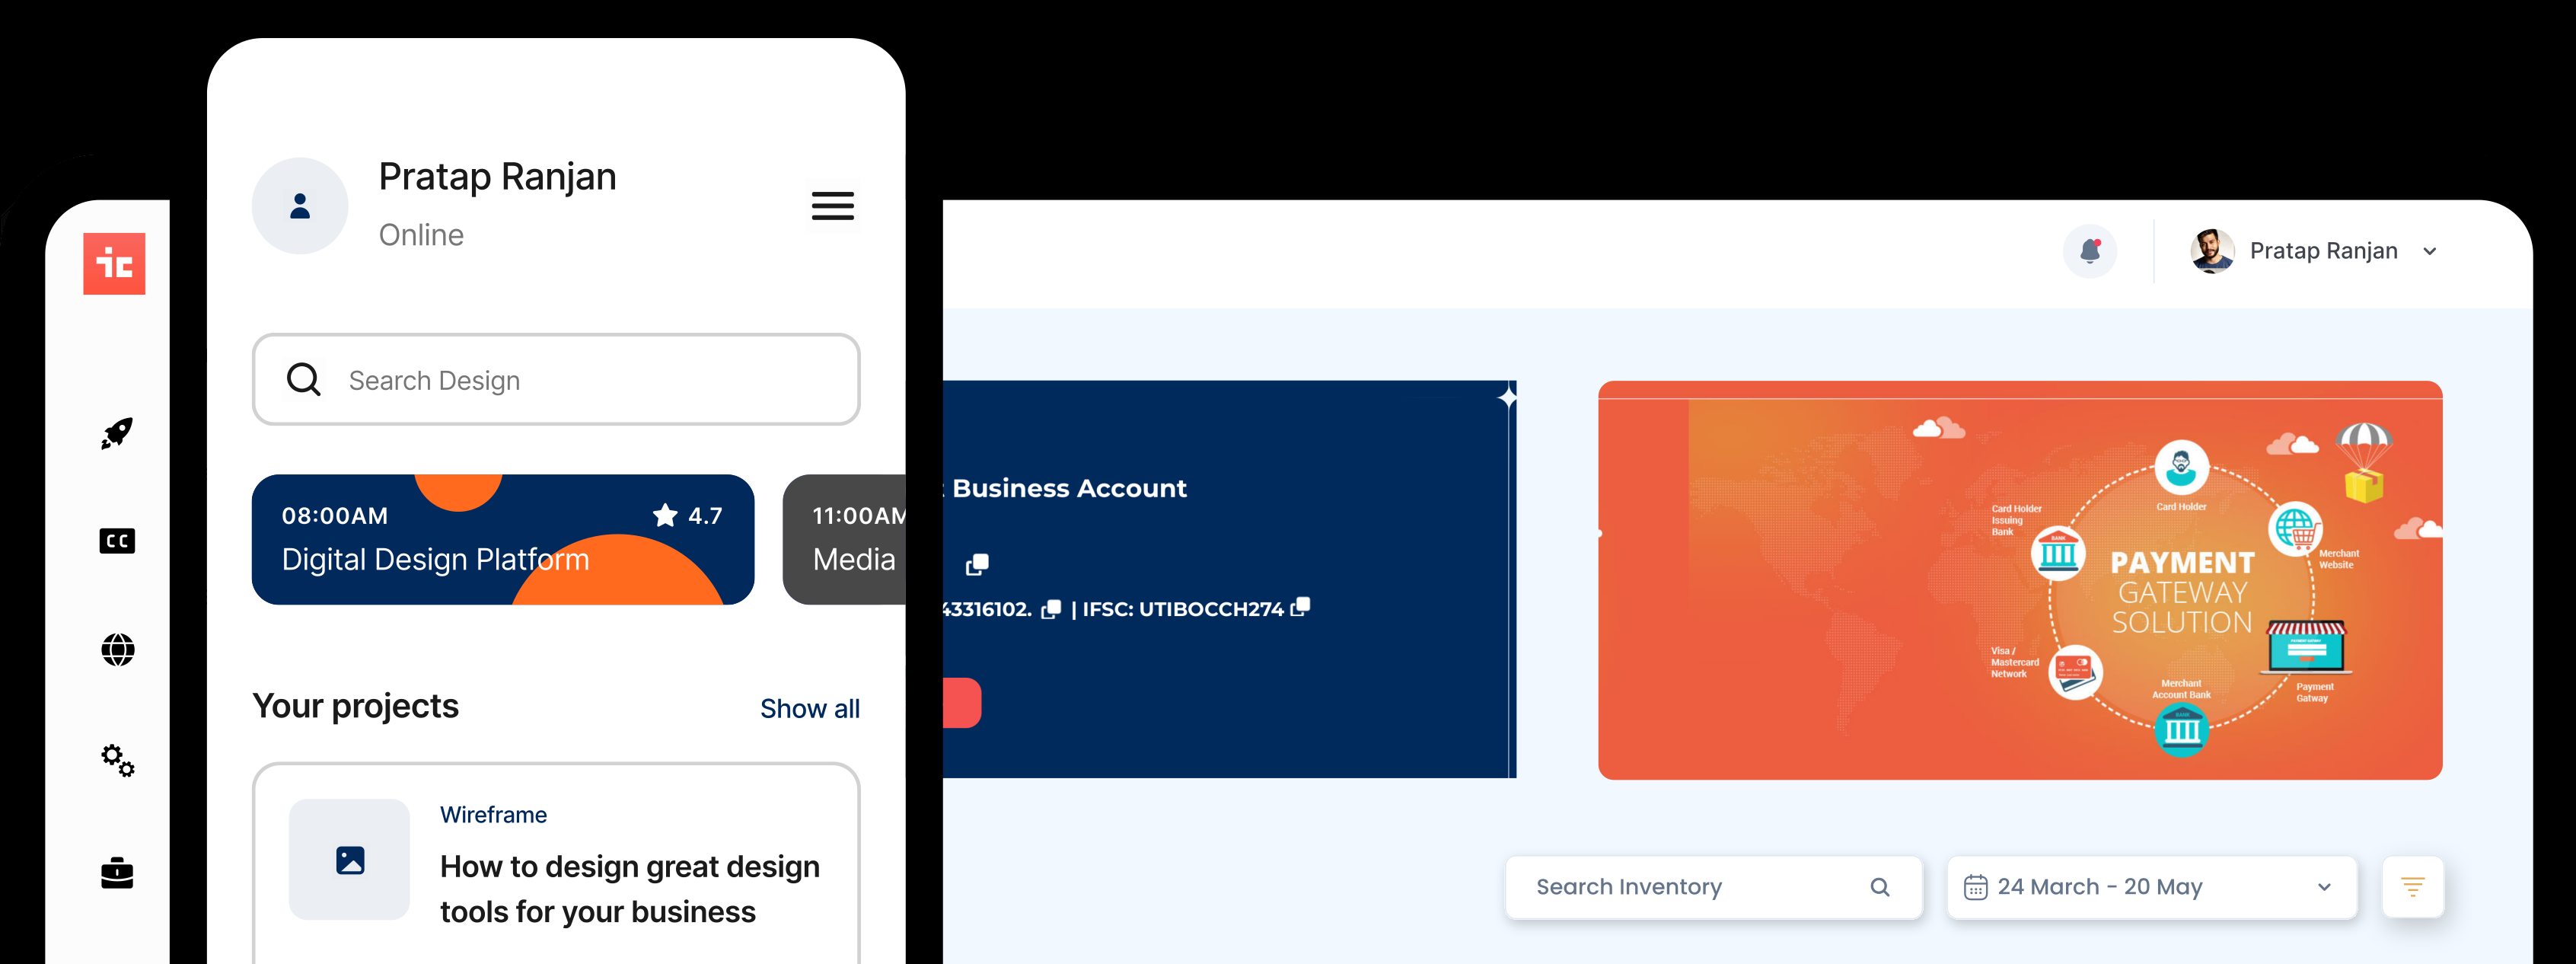 ic
Pratap Ranjan
Online
Search Design
08:00AM
4.7
Digital Design Platform
11:00AM
Media
Your projects
Show all
Wireframe
How to design great design
tools for your business
CC
Pratap Ranjan
: Business Account
43316102. | IFSC: UTIBOCCH274
Card Holder
Card Holder
Issuing
Bank
BANK
Merchant
Website
PAYMENT
GATEWAY
SOLUTION
Visa /
Mastercard
Network
Merchant
Account Bank
BANK
Payment
Gatway
Search Inventory
24 March - 20 May